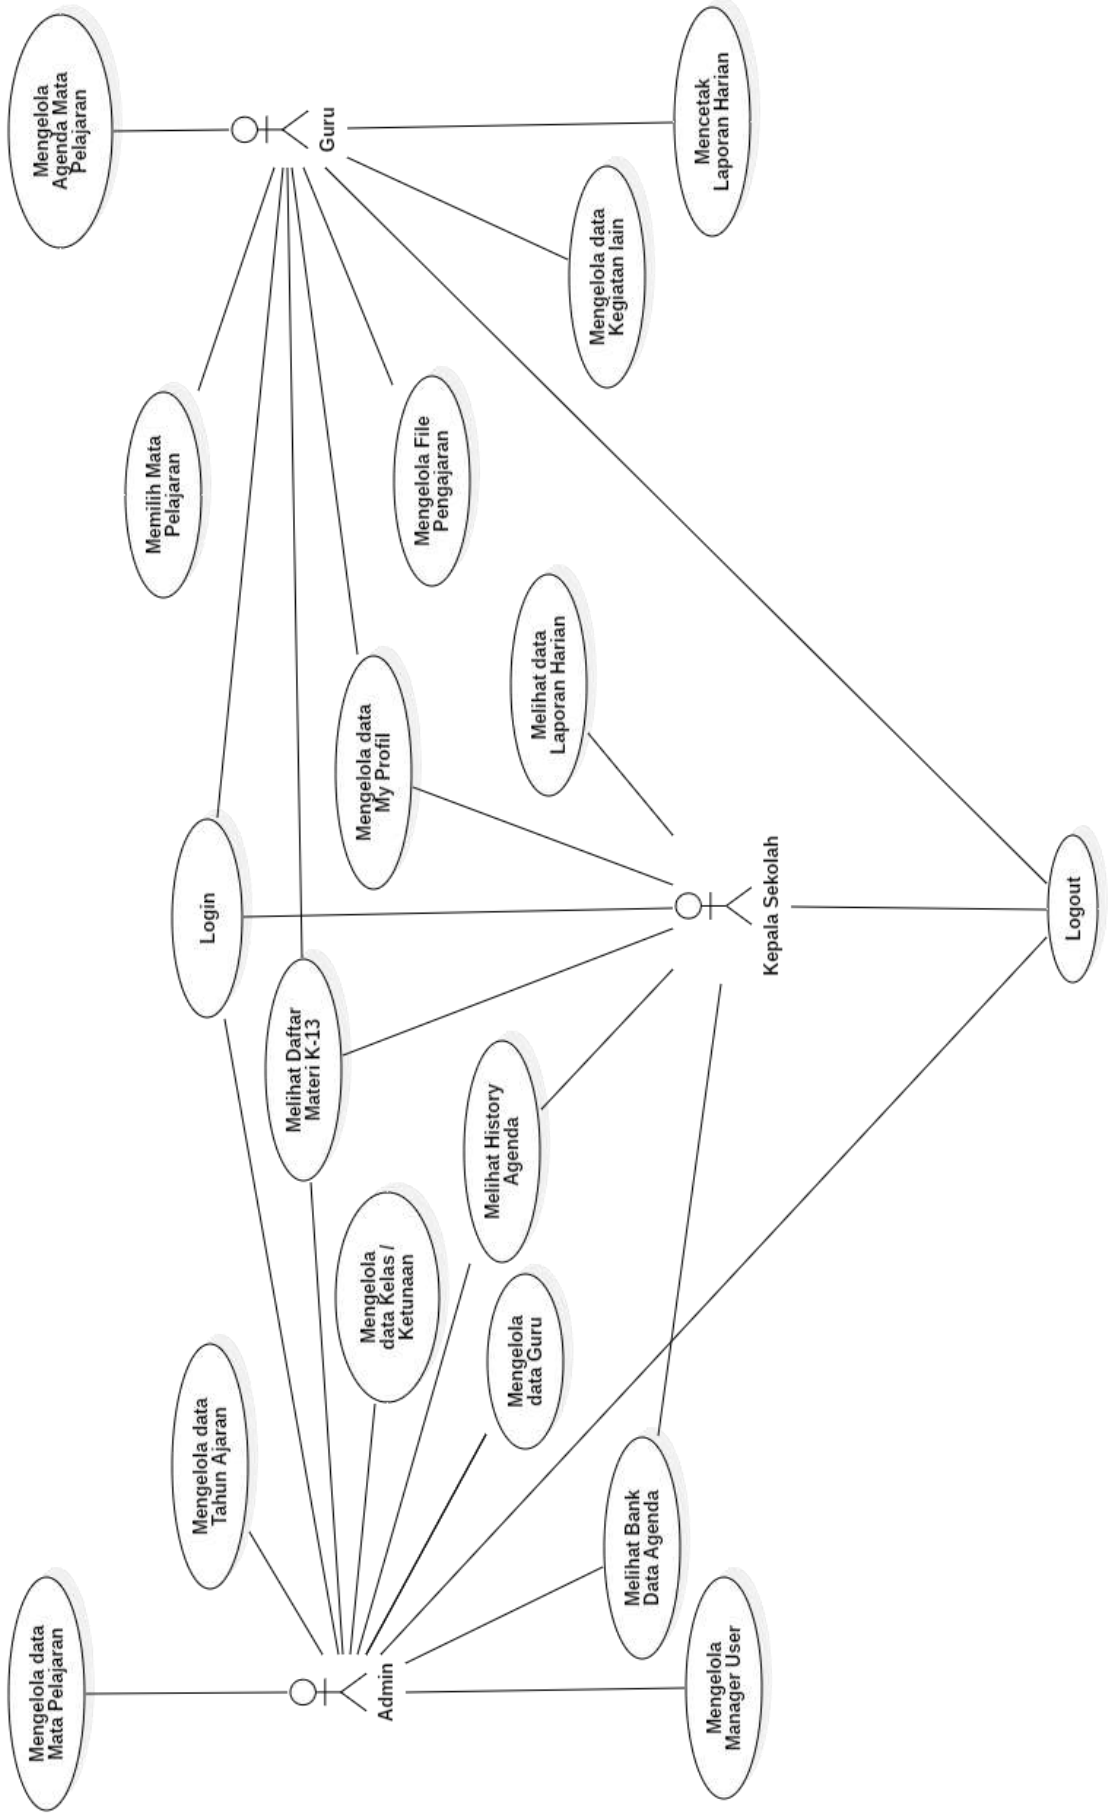 Mengelola data
Mata Pelajaran
Mengelola data
Tahun Ajaran
Login
Memilih Mata
Pelajaran
Mengelola
Agenda Mata
Pelajaran
Melihat Daftar
Materi K-13
Mengelola
data Kelas /
Ketunaan
Mengelola data
My Profil
Mengelola File
Pengajaran
Guru
Admin
Melihat History
Agenda
Mengelola
data Guru
Melihat data
Laporan Harian
Mengelola data
Kegiatan lain
Melihat Bank
Data Agenda
Mengelola
Manager User
Kepala Sekolah
Mencetak
Laporan Harian
Logout